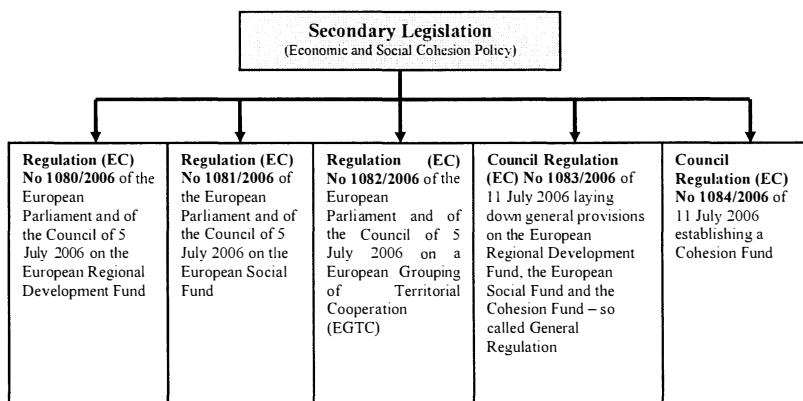 Secondary Legislation
(Economic and Social Cohesion Policy)
Regulation (EC)
No 1080/2006 of the
European
Parliament and of
the Council of 5
July 2006 on the
European Regional
Development Fund
Regulation (EC)
No 1081/2006 of
the European
Parliament and of
the Council of 5
July 2006 on the
European Social
Fund
Regulation (EC)
No 1082/2006 of the
European
Parliament and of
the Council of 5
July 2006 on a
European Grouping
of Territorial
Cooperation
(EGTC)
Council Regulation
(EC) No 1083/2006 of
11 July 2006 laying
down general provisions
on the European
Regional Development
Fund, the European
Social Fund and the
Cohesion Fund – so
called General
Regulation
Council
Regulation (EC)
No 1084/2006 of
11 July 2006
establishing a
Cohesion Fund